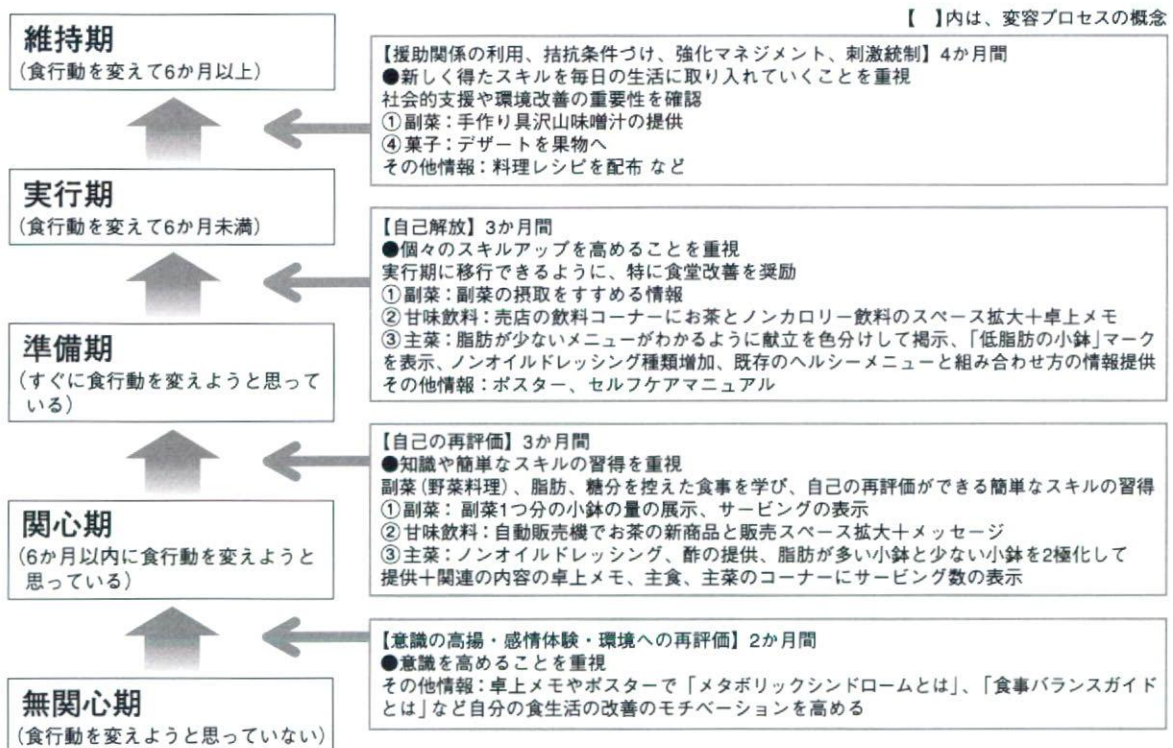 【 】内は、変容プロセスの概念
維持期
(食行動を変えて6か月以上)
【援助関係の利用、拮抗条件づけ、強化マネジメント、刺激統制】4か月間
●新しく得たスキルを毎日の生活に取り入れていくことを重視
社会的支援や環境改善の重要性を確認
①副菜:手作り具沢山味噌汁の提供
④菓子:デザートを果物へ
その他情報:料理レシピを配布 など
実行期
(食行動を変えて6か月未満)
【自己解放】3か月間
●個々のスキルアップを高めることを重視
実行期に移行できるように、特に食堂改善を奨励
①副菜:副菜の摂取をすすめる情報
②甘味飲料:売店の飲料コーナーにお茶とノンカロリー飲料のスペース拡大+卓上メモ
③主菜:脂肪が少ないメニューがわかるように献立を色分けして掲示、「低脂肪の小鉢」マーク
を表示、ノンオイルドレッシング種類増加、既存のヘルシーメニューと組み合わせ方の情報提供
その他情報:ポスター、セルフケアマニュアル
準備期
(すぐに食行動を変えようと思って
いる)
【自己の再評価】3か月間
●知識や簡単なスキルの習得を重視
副菜(野菜料理)、脂肪、糖分を控えた食事を学び、自己の再評価ができる簡単なスキルの習得
①副菜: 副菜1つ分の小鉢の量の展示、サービングの表示
②甘味飲料:自動販売機でお茶の新商品と販売スペース拡大+メッセージ
③主菜:ノンオイルドレッシング、酢の提供、脂肪が多い小鉢と少ない小鉢を2極化して
提供+関連の内容の卓上メモ、主食、主菜のコーナーにサービング数の表示
関心期
(6か月以内に食行動を変えようと
思っている)
【意識の高揚・感情体験・環境への再評価】2か月間
●意識を高めることを重視
その他情報:卓上メモやポスターで「メタボリックシンドロームとは」、「食事バランスガイド
とは」など自分の食生活の改善のモチベーションを高める
無関心期
(食行動を変えようと思っていない)